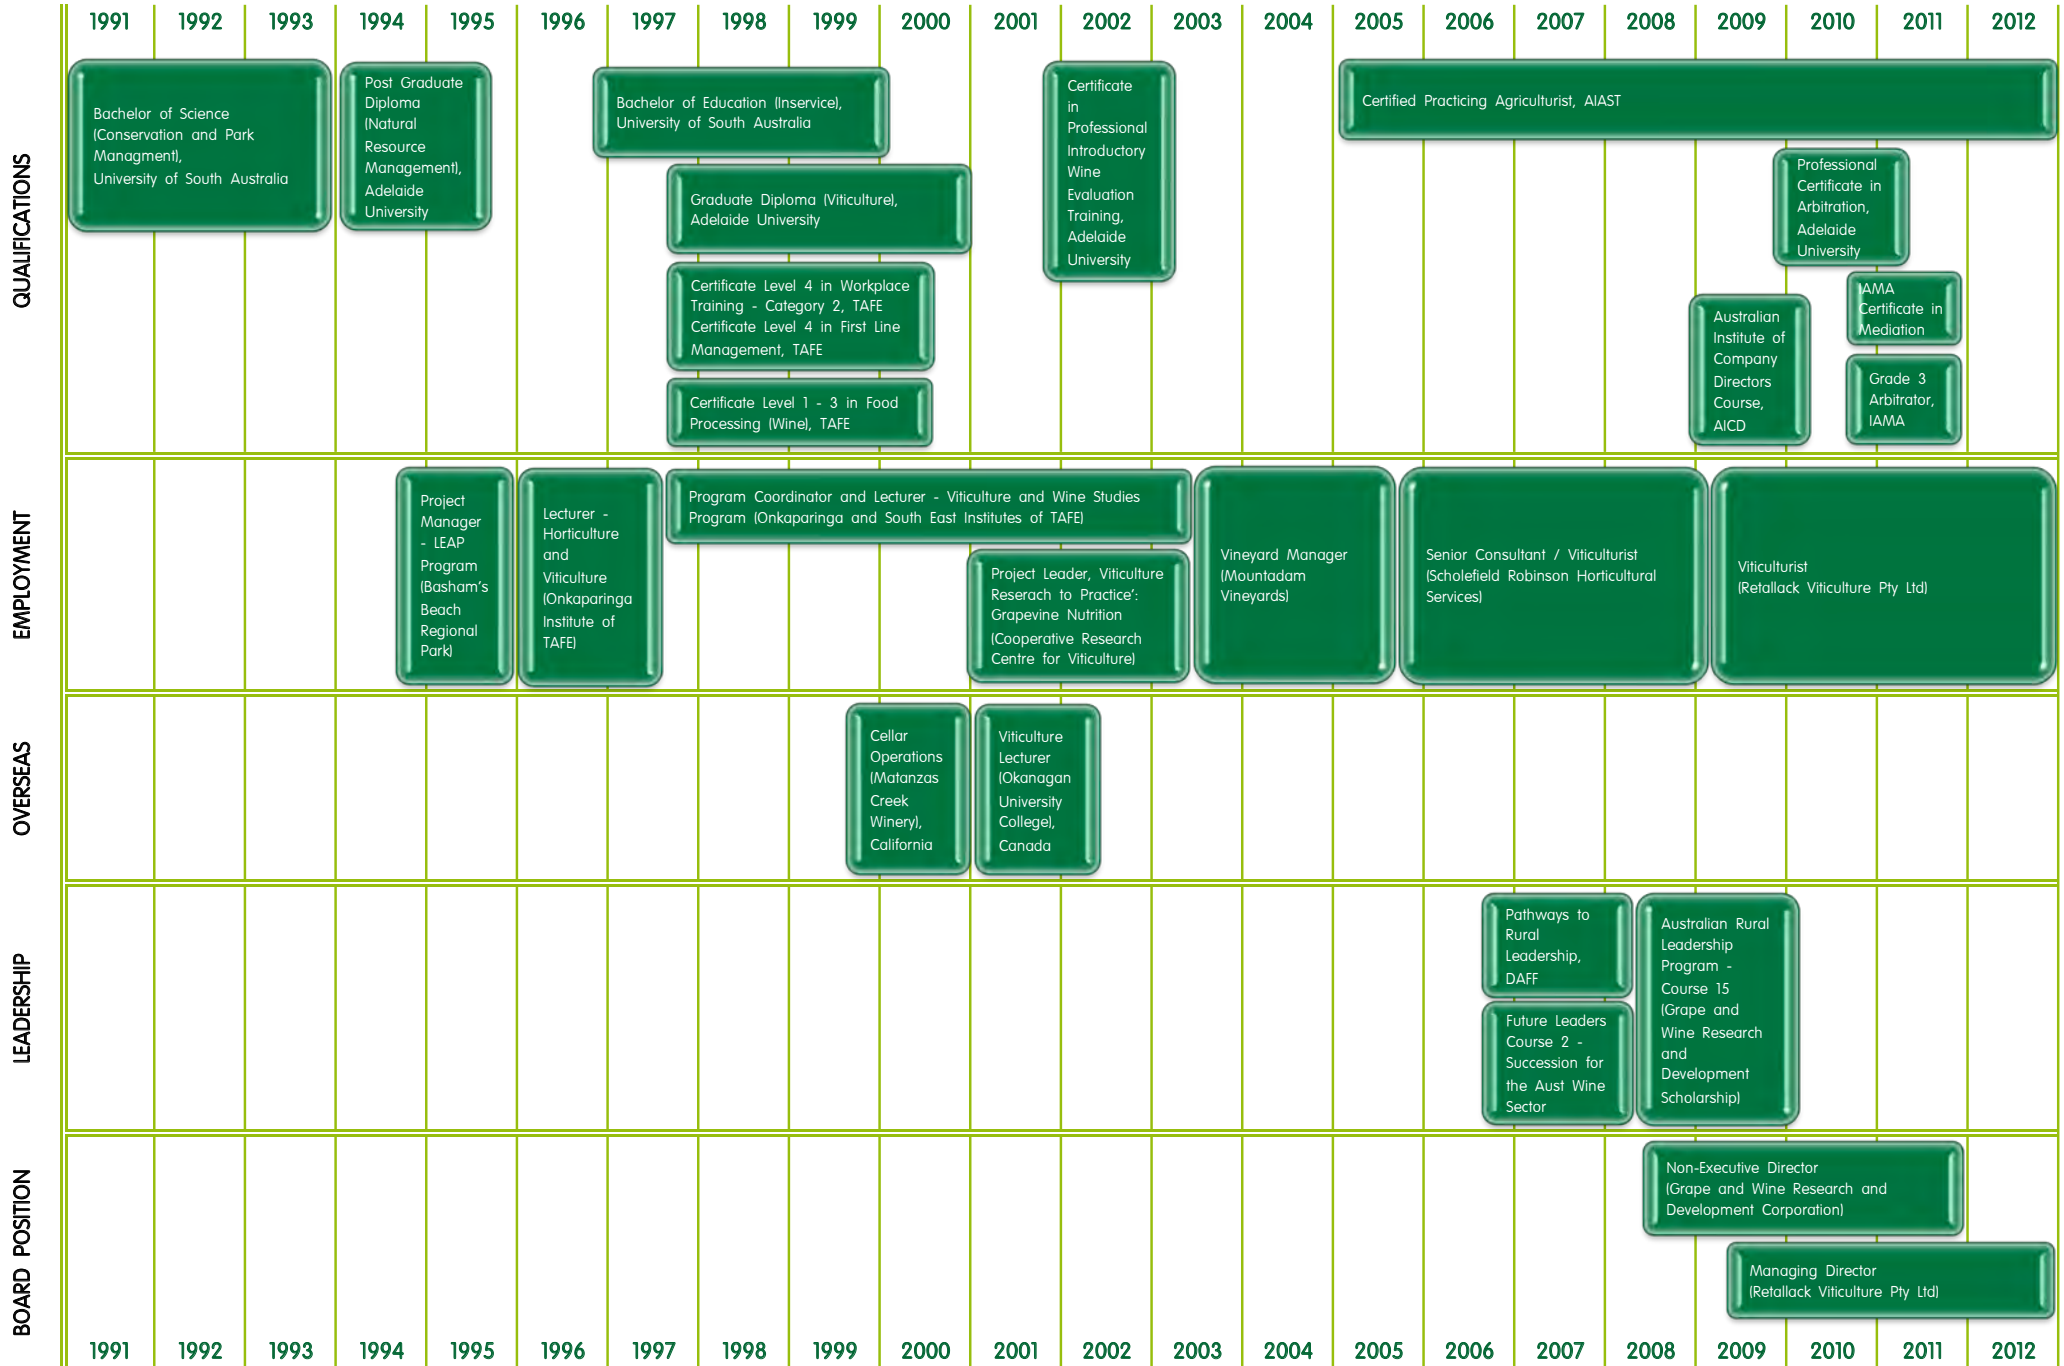 1991 1992 1993 1994 1995 1996 1997 1998 1999 2000 2001 2002 2003 2004 2005 2006 2007 2008 2009 2010 2011 2012
QUALIFICATIONS
Bachelor of Science
(Conservation and Park
Managment),
University of South Australia
Post Graduate
Diploma
(Natural
Resource
Management),
Adelaide
University
Bachelor of Education (Inservice),
University of South Australia
Graduate Diploma (Viticulture),
Adelaide University
Certificate Level 4 in Workplace
Training - Category 2, TAFE
Certificate Level 4 in First Line
Management, TAFE
Certificate Level 1 - 3 in Food
Processing (Wine), TAFE
Certificate
in
Professional
Introductory
Wine
Evaluation
Training,
Adelaide
University
Certified Practicing Agriculturist, AIAST
Professional
Certificate in
Arbitration,
Adelaide
University
IAMA
Certificate in
Mediation
Australian
Institute of
Company
Directors
Course,
AICD
Grade 3
Arbitrator,
IAMA
EMPLOYMENT
Project
Manager
- LEAP
Program
(Basham's
Beach
Regional
Park)
Lecturer -
Horticulture
and
Viticulture
(Onkaparinga
Institute of
TAFE)
Program Coordinator and Lecturer - Viticulture and Wine Studies
Program (Onkaparinga and South East Institutes of TAFE)
Project Leader, Viticulture
Reserach to Practice':
Grapevine Nutrition
(Cooperative Research
Centre for Viticulture)
Vineyard Manager
(Mountadam
Vineyards)
Senior Consultant / Viticulturist
(Scholefield Robinson Horticultural
Services)
Viticulturist
(Retallack Viticulture Pty Ltd)
OVERSEAS
Cellar
Operations
(Matanzas
Creek
Winery),
California
Viticulture
Lecturer
(Okanagan
University
College),
Canada
LEADERSHIP
Pathways to
Rural
Leadership,
DAFF
Future Leaders
Course 2 -
Succession for
the Aust Wine
Sector
Australian Rural
Leadership
Program -
Course 15
(Grape and
Wine Research
and
Development
Scholarship)
BOARD POSITION
Non-Executive Director
(Grape and Wine Research and
Development Corporation)
Managing Director
(Retallack Viticulture Pty Ltd)
1991 1992 1993 1994 1995 1996 1997 1998 1999 2000 2001 2002 2003 2004 2005 2006 2007 2008 2009 2010 2011 2012